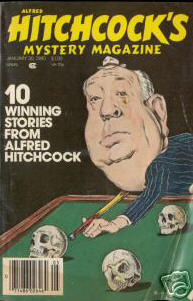 ALFRED
HITCHCOCK'S
MYSTERY MAGAZINE
10
WINNING
STORIES
FROM
ALFRED
HITCHCOCK